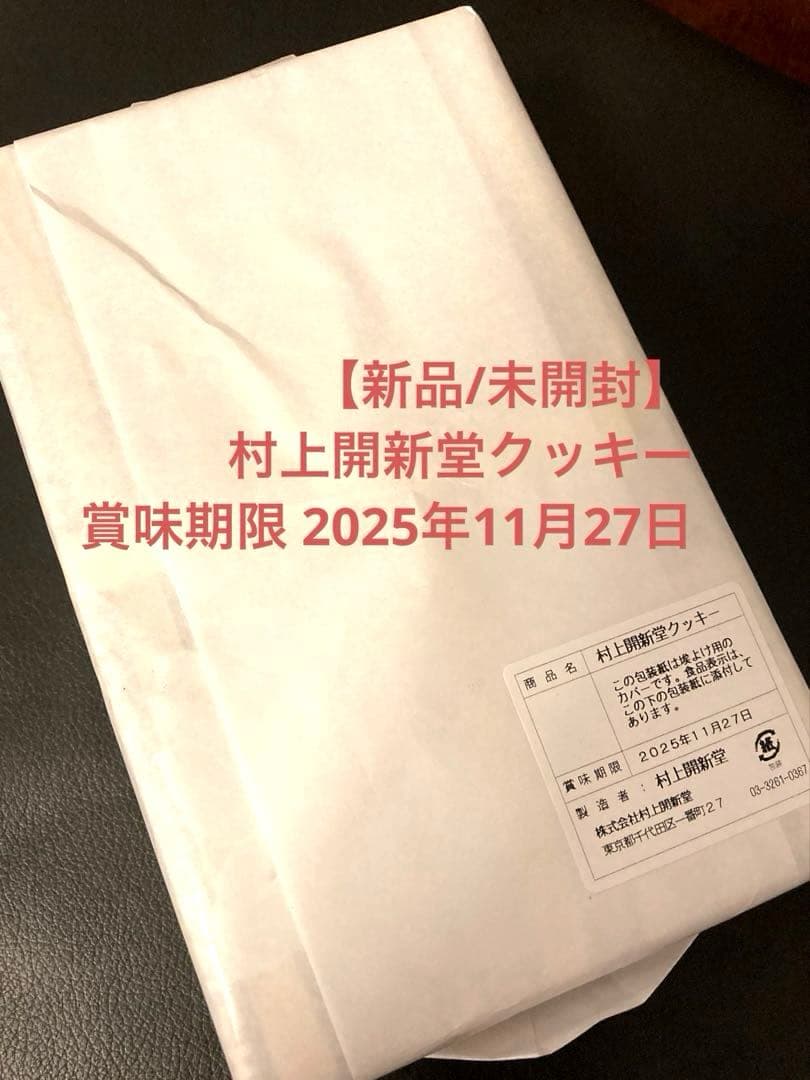 【新品/未開封】
村上開新堂クッキー
賞味期限 2025年11月27日
商品名
村上開新堂クッキー
この包装紙は埃よけ用の
カバーです。食品表示は、
この下の包装紙に添付して
あります。
賞味期限
2025年11月27日
製造者:
村上開新堂
紙
包装
株式会社村上開新堂
東京都千代田区一番町27
03-3261-0367